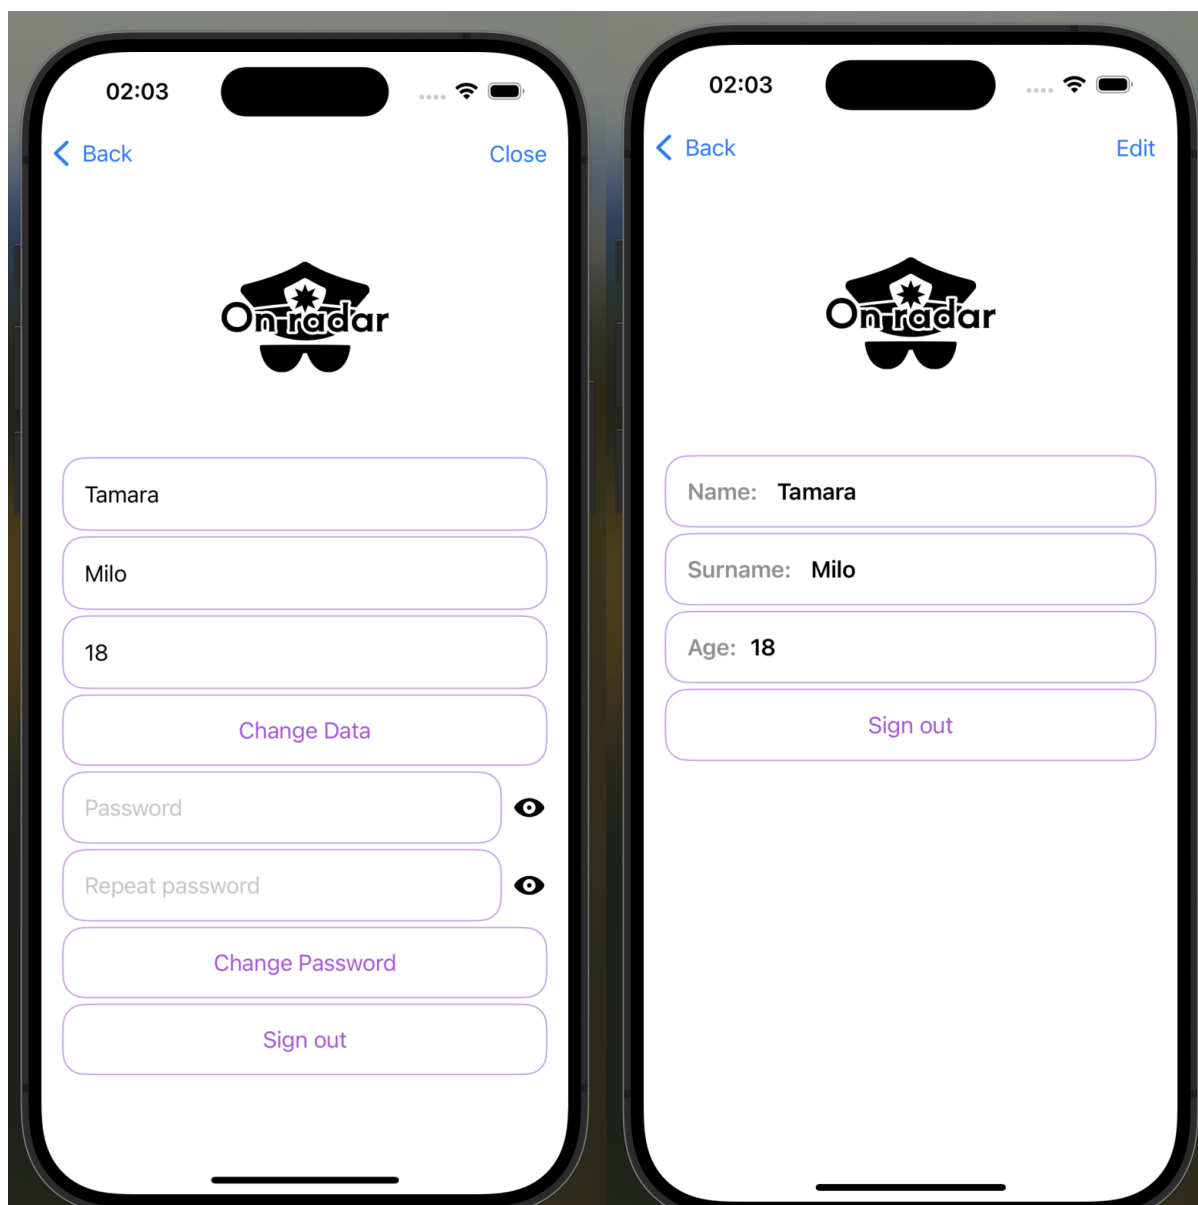 02:03
Back
Close
On radar
Tamara
Milo
18
Change Data
Password
Repeat password
Change Password
Sign out
02:03
Back
Edit
On radar
Name: Tamara
Surname: Milo
Age: 18
Sign out